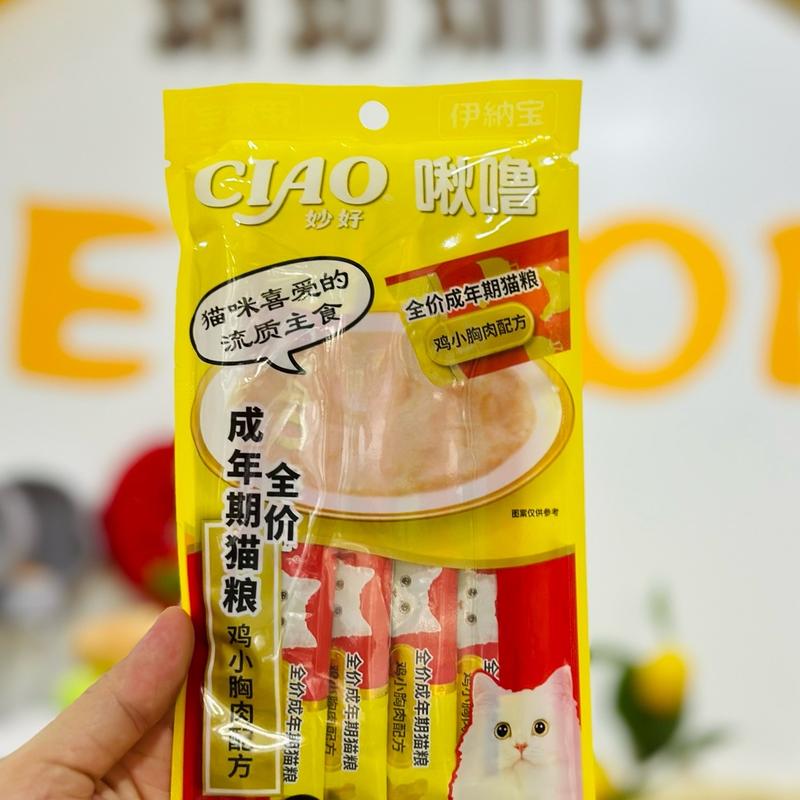 伊納宝
CIAO 啾噜
妙好
猫咪喜爱的
流质主食
全价成年期猫粮
鸡小胸肉配方
图案仅供参考
全价
成年期猫粮
鸡小胸肉配方
全价成年期猫粮
全价成年期猫粮
鸡小胸肉配方
全价成年期猫粮
鸡小胸肉配方